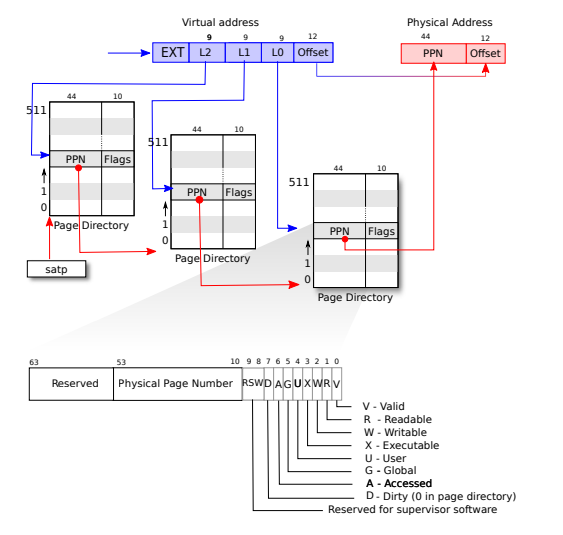 Virtual address
Physical Address
9 9 9 12
EXT L2 L1 L0 Offset
44 12
PPN Offset
44 10
511
PPN Flags
1
0
Page Directory
satp
44 10
511
PPN Flags
1
0
Page Directory
44 10
511
PPN Flags
1
0
Page Directory
63 53 10 9 8 7 6 5 4 3 2 1 0
Reserved Physical Page Number RSW D A G U X W R V
V - Valid
R - Readable
W - Writable
X - Executable
U - User
G - Global
A - Accessed
D - Dirty (0 in page directory)
Reserved for supervisor software